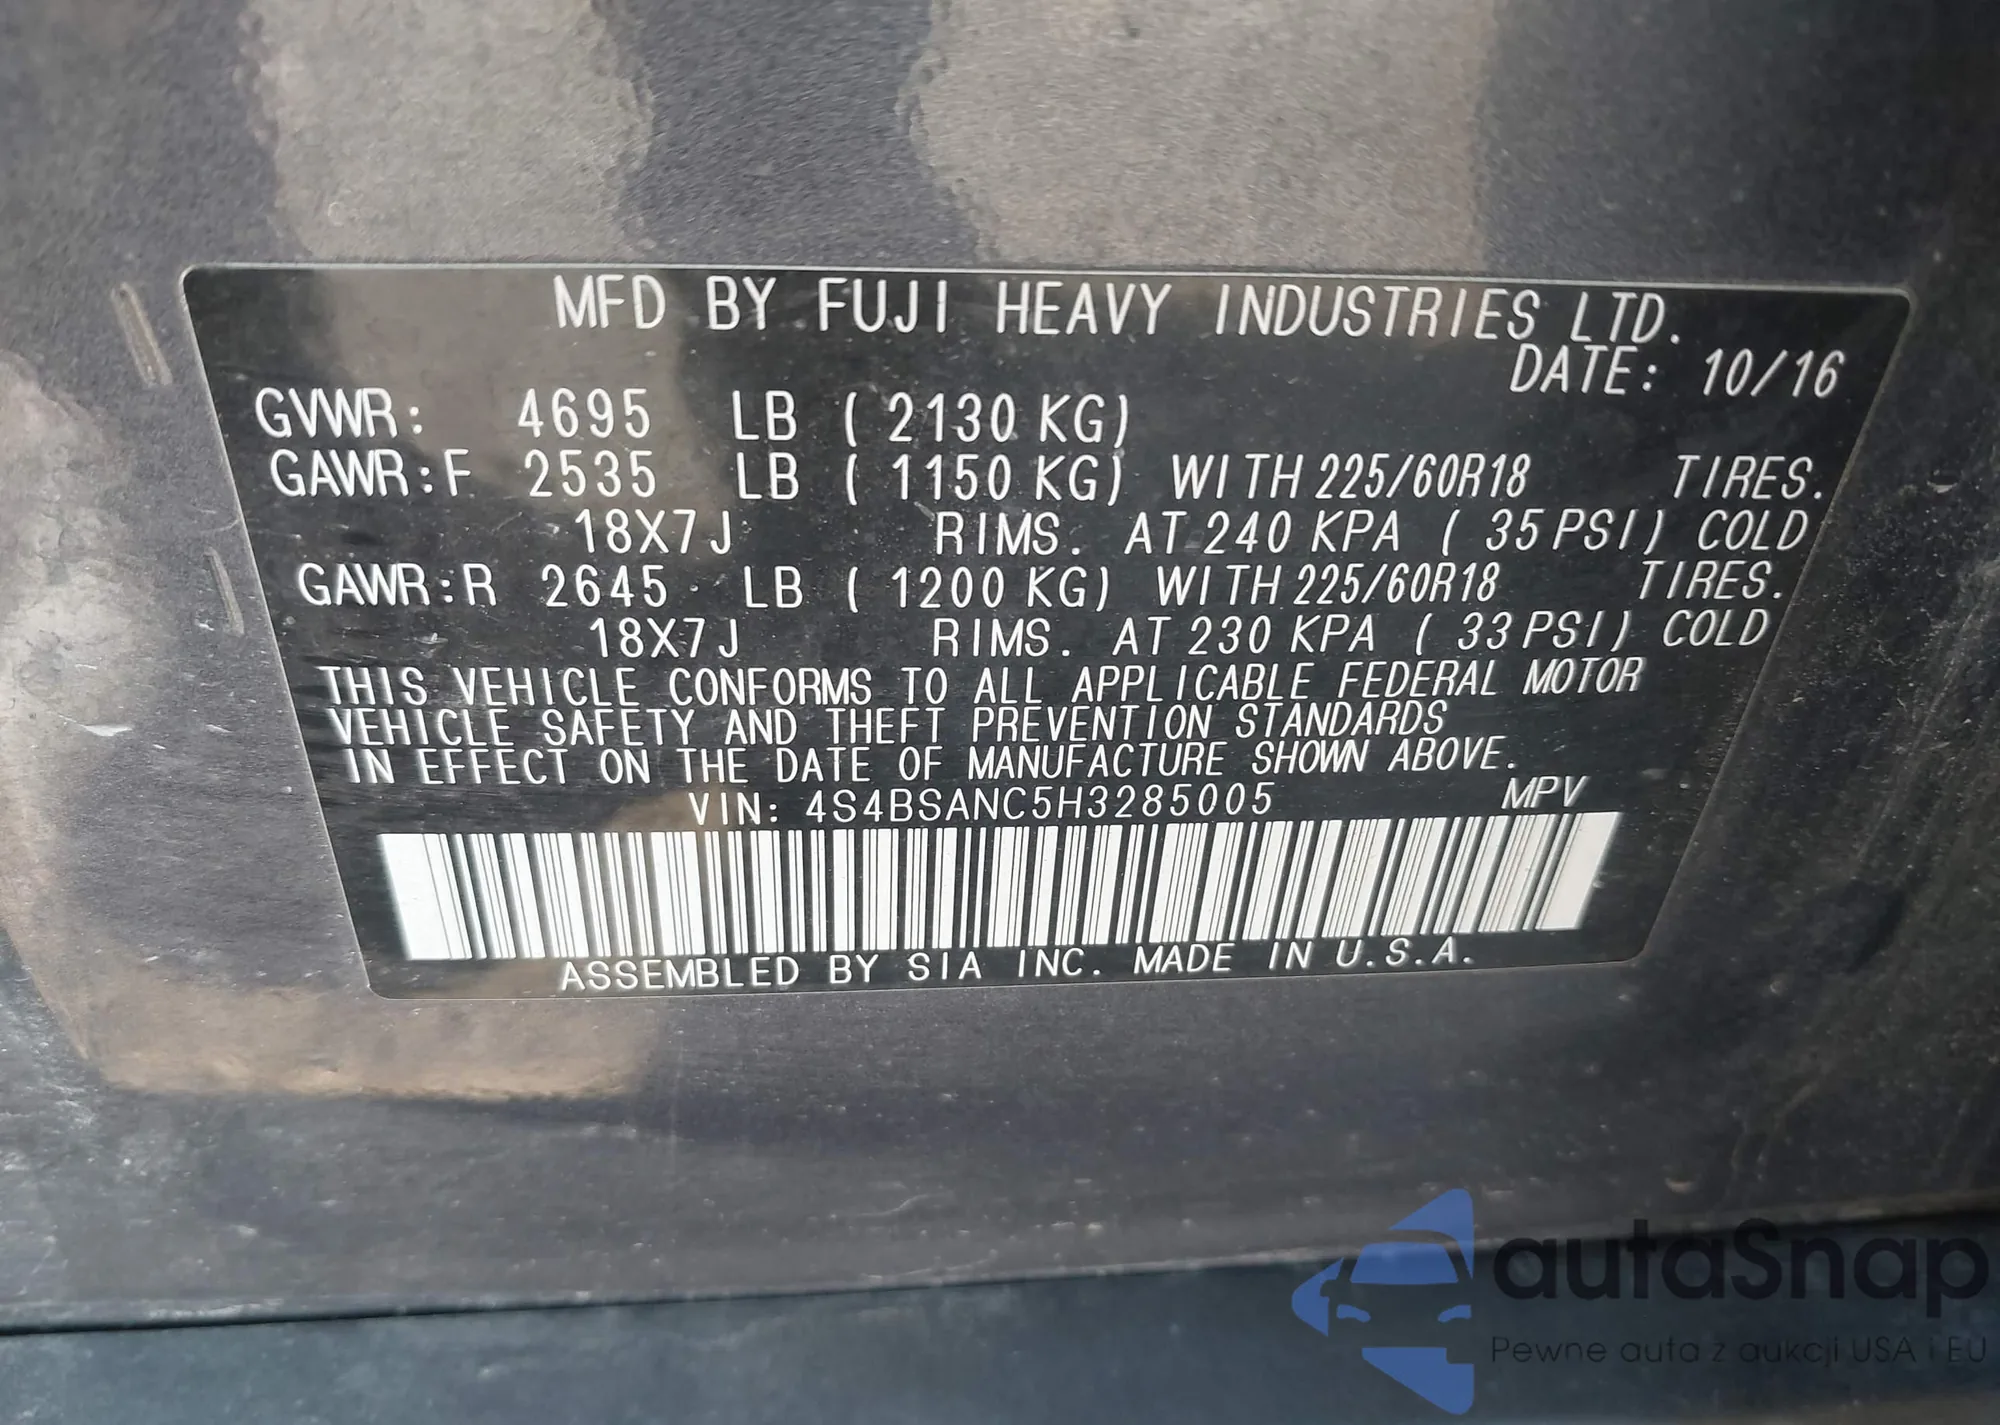 MFD BY FUJI HEAVY INDUSTRIES LTD.
DATE: 10/16
GVWR: 4695 LB ( 2130 KG)
GAWR:F 2535 LB ( 1150 KG) WITH 225/60R18 TIRES.
18X7J RIMS. AT 240 KPA ( 35 PSI) COLD
GAWR:R 2645 LB ( 1200 KG) WITH 225/60R18 TIRES.
18X7J RIMS. AT 230 KPA ( 33 PSI) COLD
THIS VEHICLE CONFORMS TO ALL APPLICABLE FEDERAL MOTOR
VEHICLE SAFETY AND THEFT PREVENTION STANDARDS
IN EFFECT ON THE DATE OF MANUFACTURE SHOWN ABOVE.
VIN: 4S4BSANC5H3285005 MPV
ASSEMBLED BY SIA INC. MADE IN U.S.A.
autaSnap
Pewne auta z aukcji USA i EU